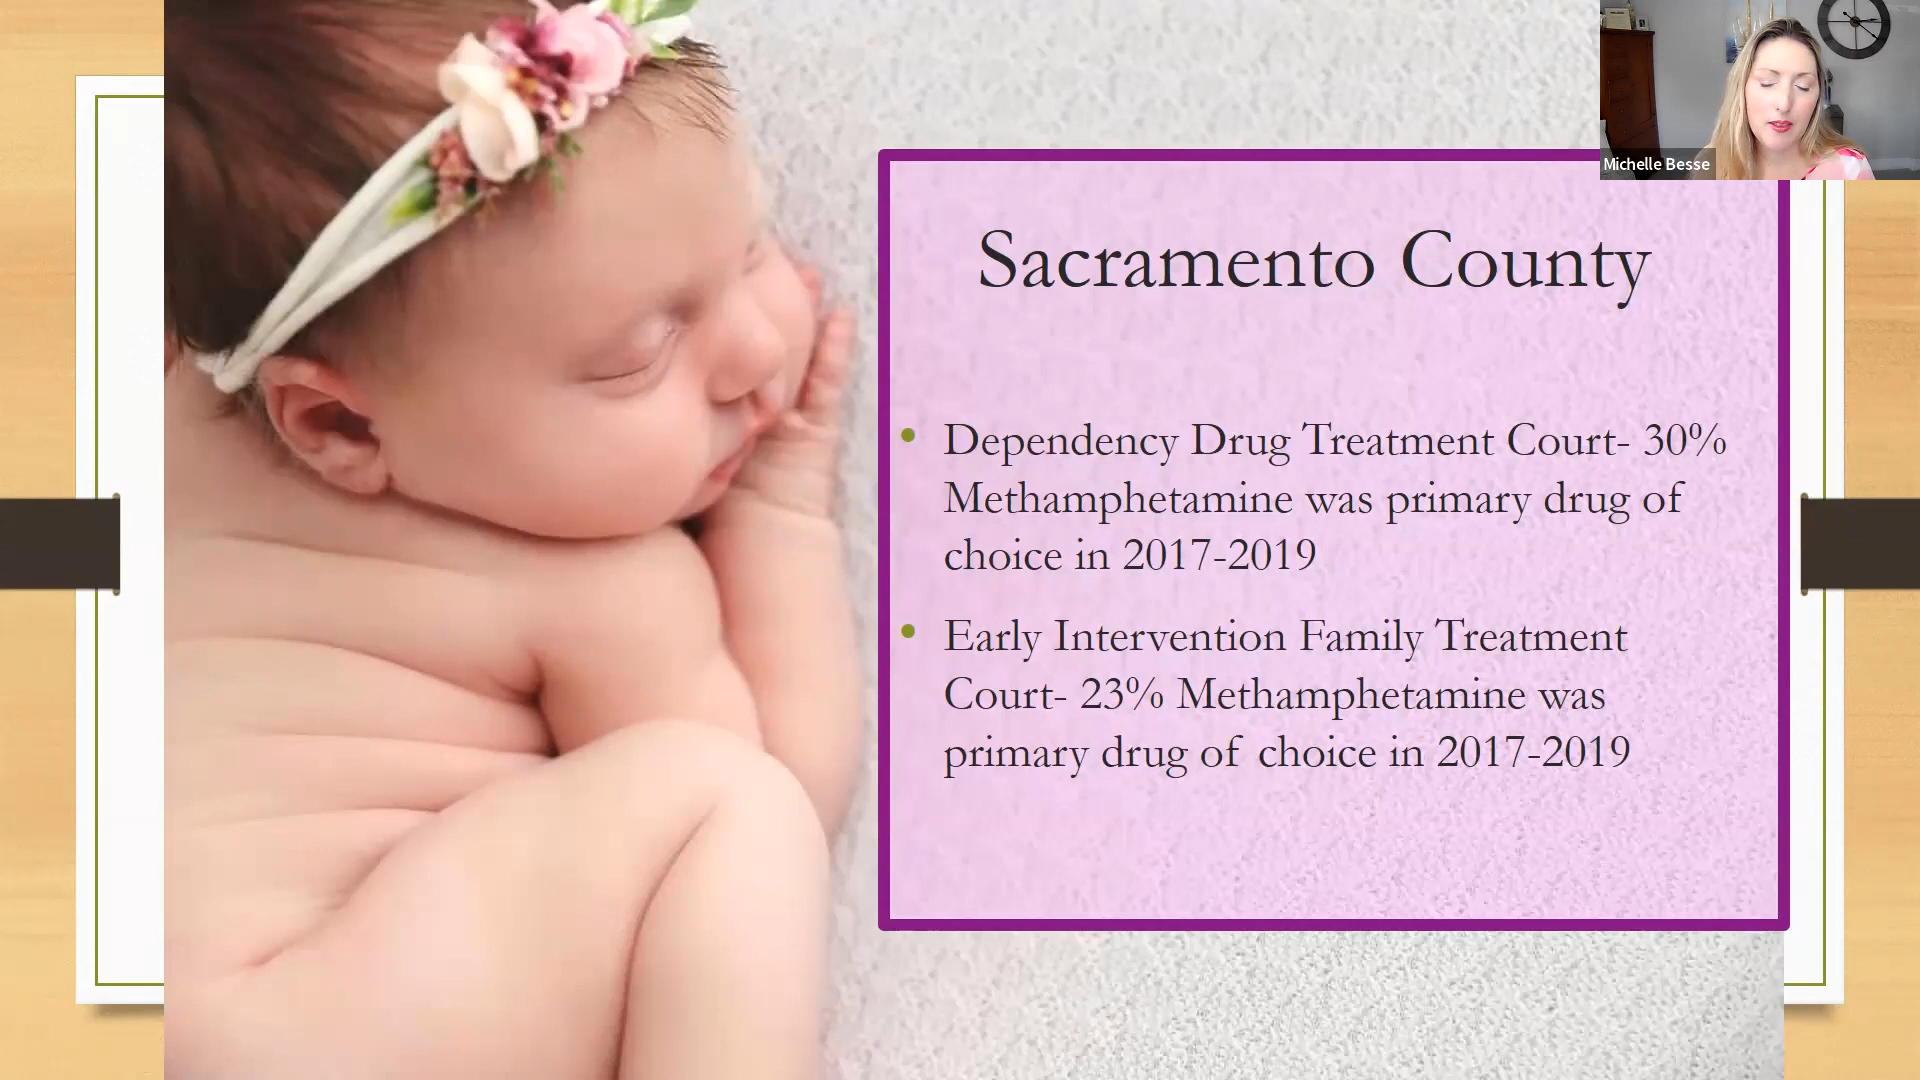 Michelle Besse
Sacramento County
• Dependency Drug Treatment Court- 30%
Methamphetamine was primary drug of
choice in 2017-2019
• Early Intervention Family Treatment
Court- 23% Methamphetamine was
primary drug of choice in 2017-2019